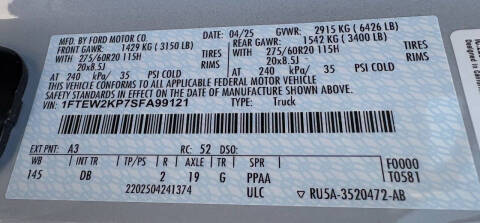 MFD. BY FORD MOTOR CO. DATE: 04/25 GVWR: 2915 KG (6426 LB)
FRONT GAWR: 1429 KG (3150 LB) REAR GAWR: 1542 KG (3400 LB)
275/60R20 115H TIRES 275/60R20 115H TIRES
20x8.5J RIMS 20x8.5J RIMS
AT 240 kPa/ 35 PSI COLD AT 240 kPa/ 35 PSI COLD
THIS VEHICLE CONFORMS TO ALL APPLICABLE FEDERAL MOTOR VEHICLE
SAFETY STANDARDS IN EFFECT ON THE DATE OF MANUFACTURE SHOWN ABOVE.
VIN: 1FTEW2KP7SFA99121 TYPE: Truck
EXT PNT: A3 RC: 52 DSO:
WB INT TR TP/PS R AXLE TR SPR F0000
145 DB 2 19 G PPAA T0581
2202504241374 ULC ▽ RU5A-3520472-AB